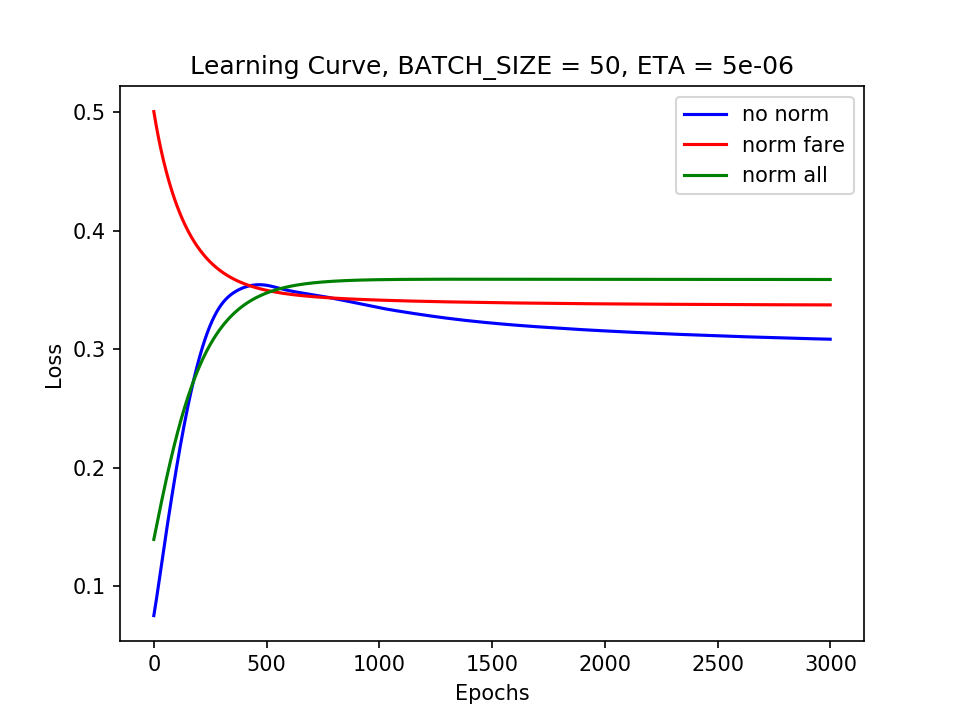 Learning Curve, BATCH_SIZE = 50, ETA = 5e-06
no norm
norm fare
norm all
Loss
0.5
0.4
0.3
0.2
0.1
0 500 1000 1500 2000 2500 3000
Epochs